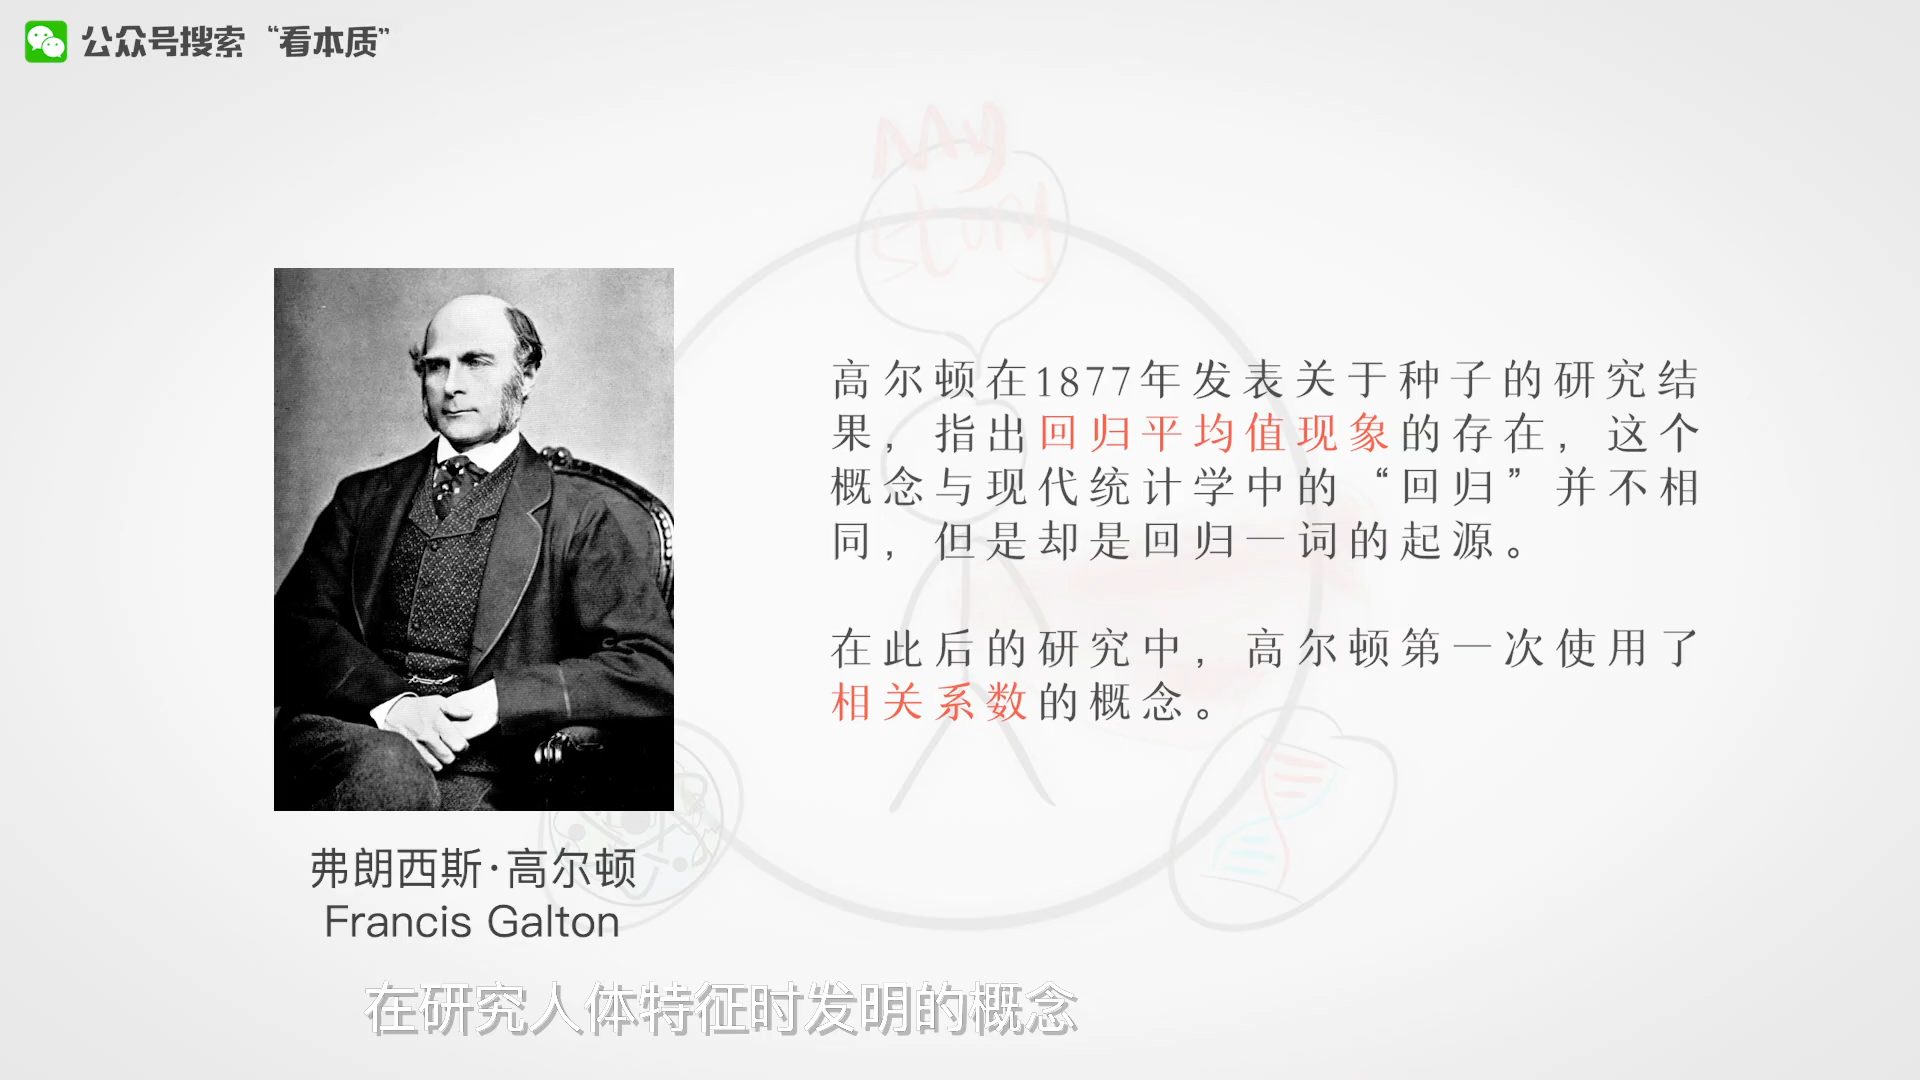 公众号搜索“看本质”
My
story
高尔顿在1877年发表关于种子的研究结
果，指出回归平均值现象的存在，这个
概念与现代统计学中的“回归”并不相
同，但是却是回归一词的起源。
在此后的研究中，高尔顿第一次使用了
相关系数的概念。
弗朗西斯·高尔顿
Francis Galton
在研究人体特征时发明的概念